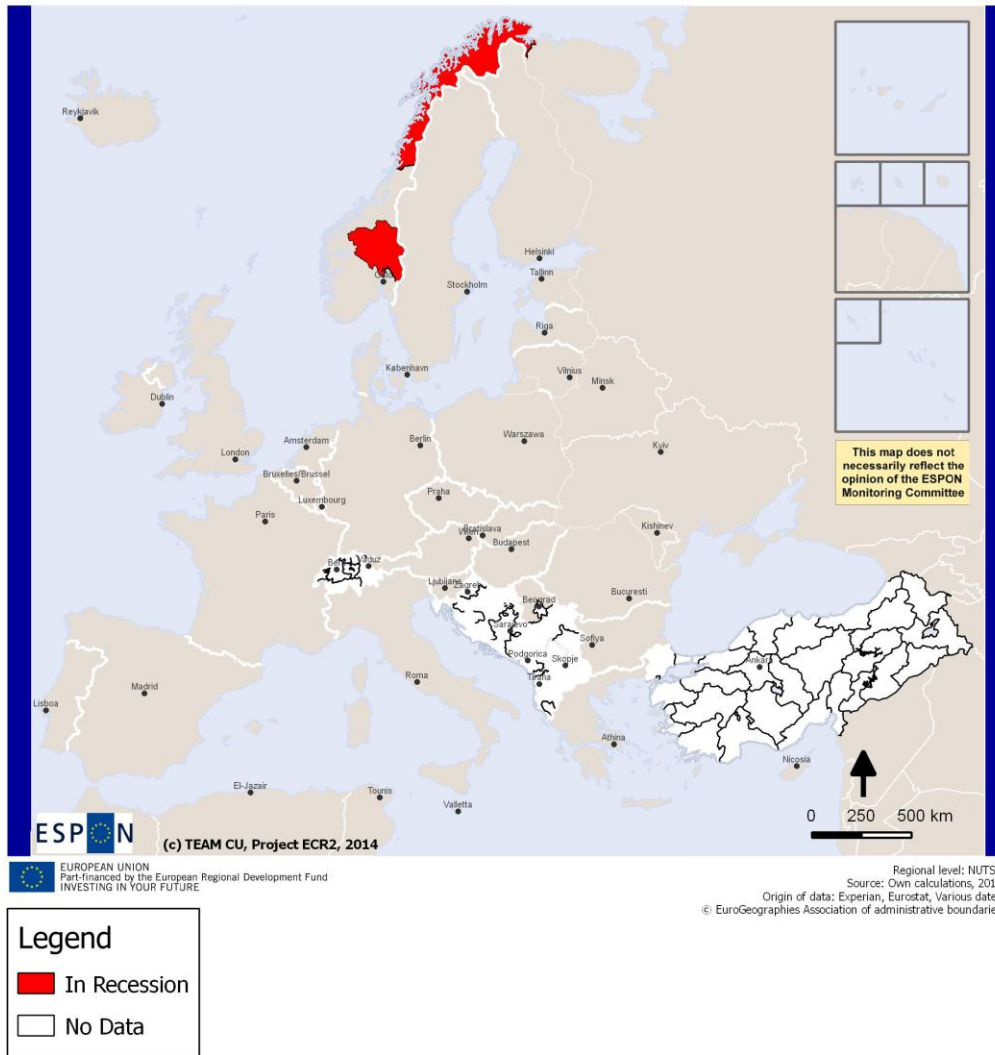 Reykjavik
Helsinki
Tallinn
Stockholm
Riga
København
Vilnius
Minsk
Dublin
Amsterdam
Berlin
Warszawa
London
Kyiv
This map does not
necessarily reflect the
opinion of the ESPON
Monitoring Committee
Bruxelles/Brussel
Luxembourg
Praha
Paris
Bratislava
Kishinev
Budapest
Ljubljana
Zagreb
Beograd
Bucuresti
Sarajevo
Sofiya
Podgorica
Skopje
Ankara
Madrid
Roma
Tirana
Lisboa
Athina
Nicosia
El-Jazair
Tounis
Valletta
0 250 500 km
ESPON
(c) TEAM CU, Project ECR2, 2014
EUROPEAN UNION
Part-financed by the European Regional Development Fund
INVESTING IN YOUR FUTURE
Regional level: NUTS
Source: Own calculations, 201
Origin of data: Experian, Eurostat, Various date
© EuroGeographies Association of administrative boundarie
Legend
In Recession
No Data